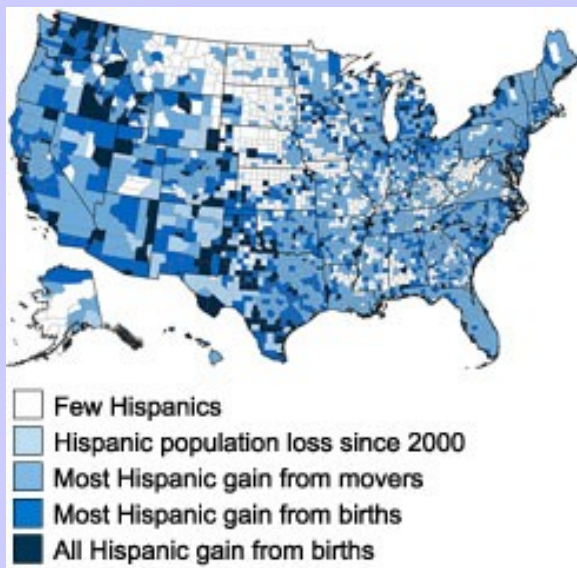 Few Hispanics
Hispanic population loss since 2000
Most Hispanic gain from movers
Most Hispanic gain from births
All Hispanic gain from births